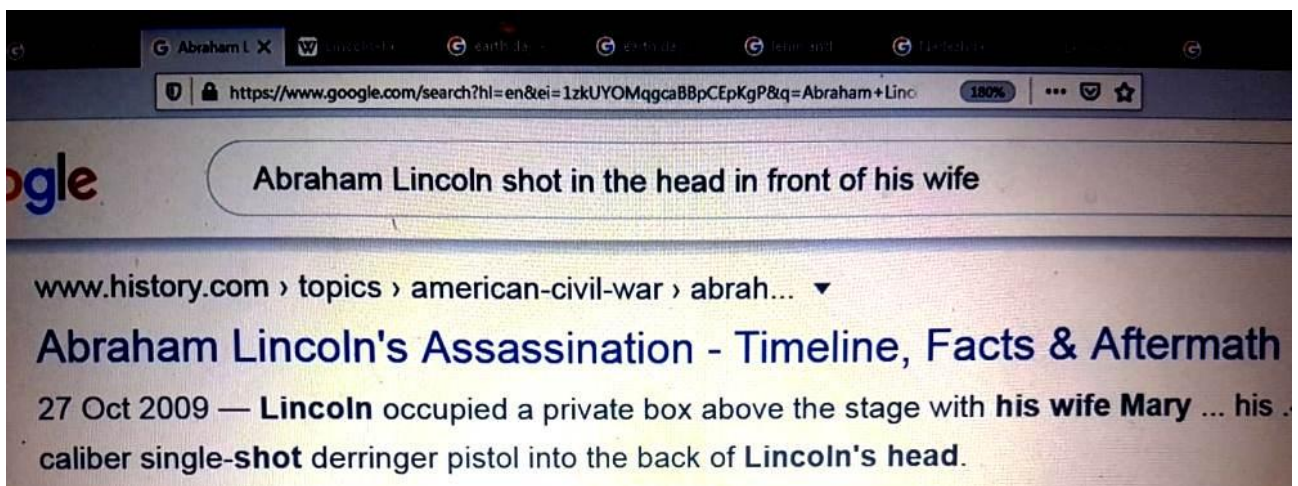 Abraham L
https://www.google.com/search?hl=en&ei=1zkUYOMqgcaBBpCEpKgP&q=Abraham+Linc 180%
ogle Abraham Lincoln shot in the head in front of his wife
www.history.com › topics › american-civil-war › abrah...
Abraham Lincoln's Assassination - Timeline, Facts & Aftermath
27 Oct 2009 — Lincoln occupied a private box above the stage with his wife Mary ... his .
caliber single-shot derringer pistol into the back of Lincoln's head.